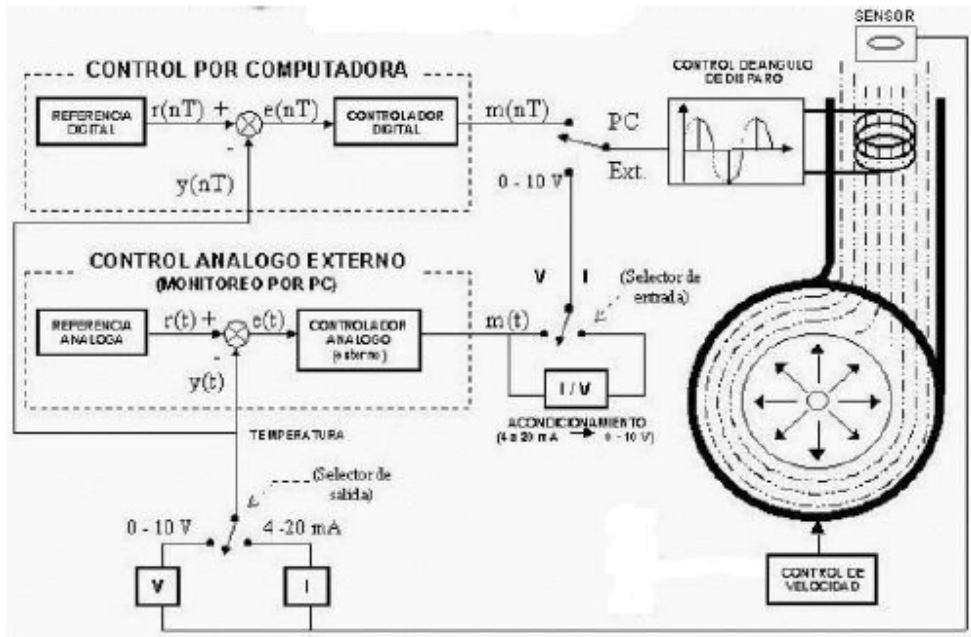 SENSOR
CONTROL POR COMPUTADORA
CONTROL DE ANGULO
DE DISPARO
REFERENCIA
DIGITAL
r(nT) +
e(nT)
CONTROLADOR
DIGITAL
m(nT)
-
y(nT)
PC
Ext.
0 - 10 V
CONTROL ANALOGO EXTERNO
(MONITOREO POR PC)
V
I
(Selector de
entrada)
REFERENCIA
ANALOGA
r(t) +
e(t)
CONTROLADOR
ANALOGO
(externo)
m(t)
-
y(t)
I / V
ACONDICIONAMIENTO
(4 a 20 mA → 0 - 10 V)
TEMPERATURA
(Selector de
salida)
0 - 10 V
4 -20 mA
V
I
CONTROL DE
VELOCIDAD